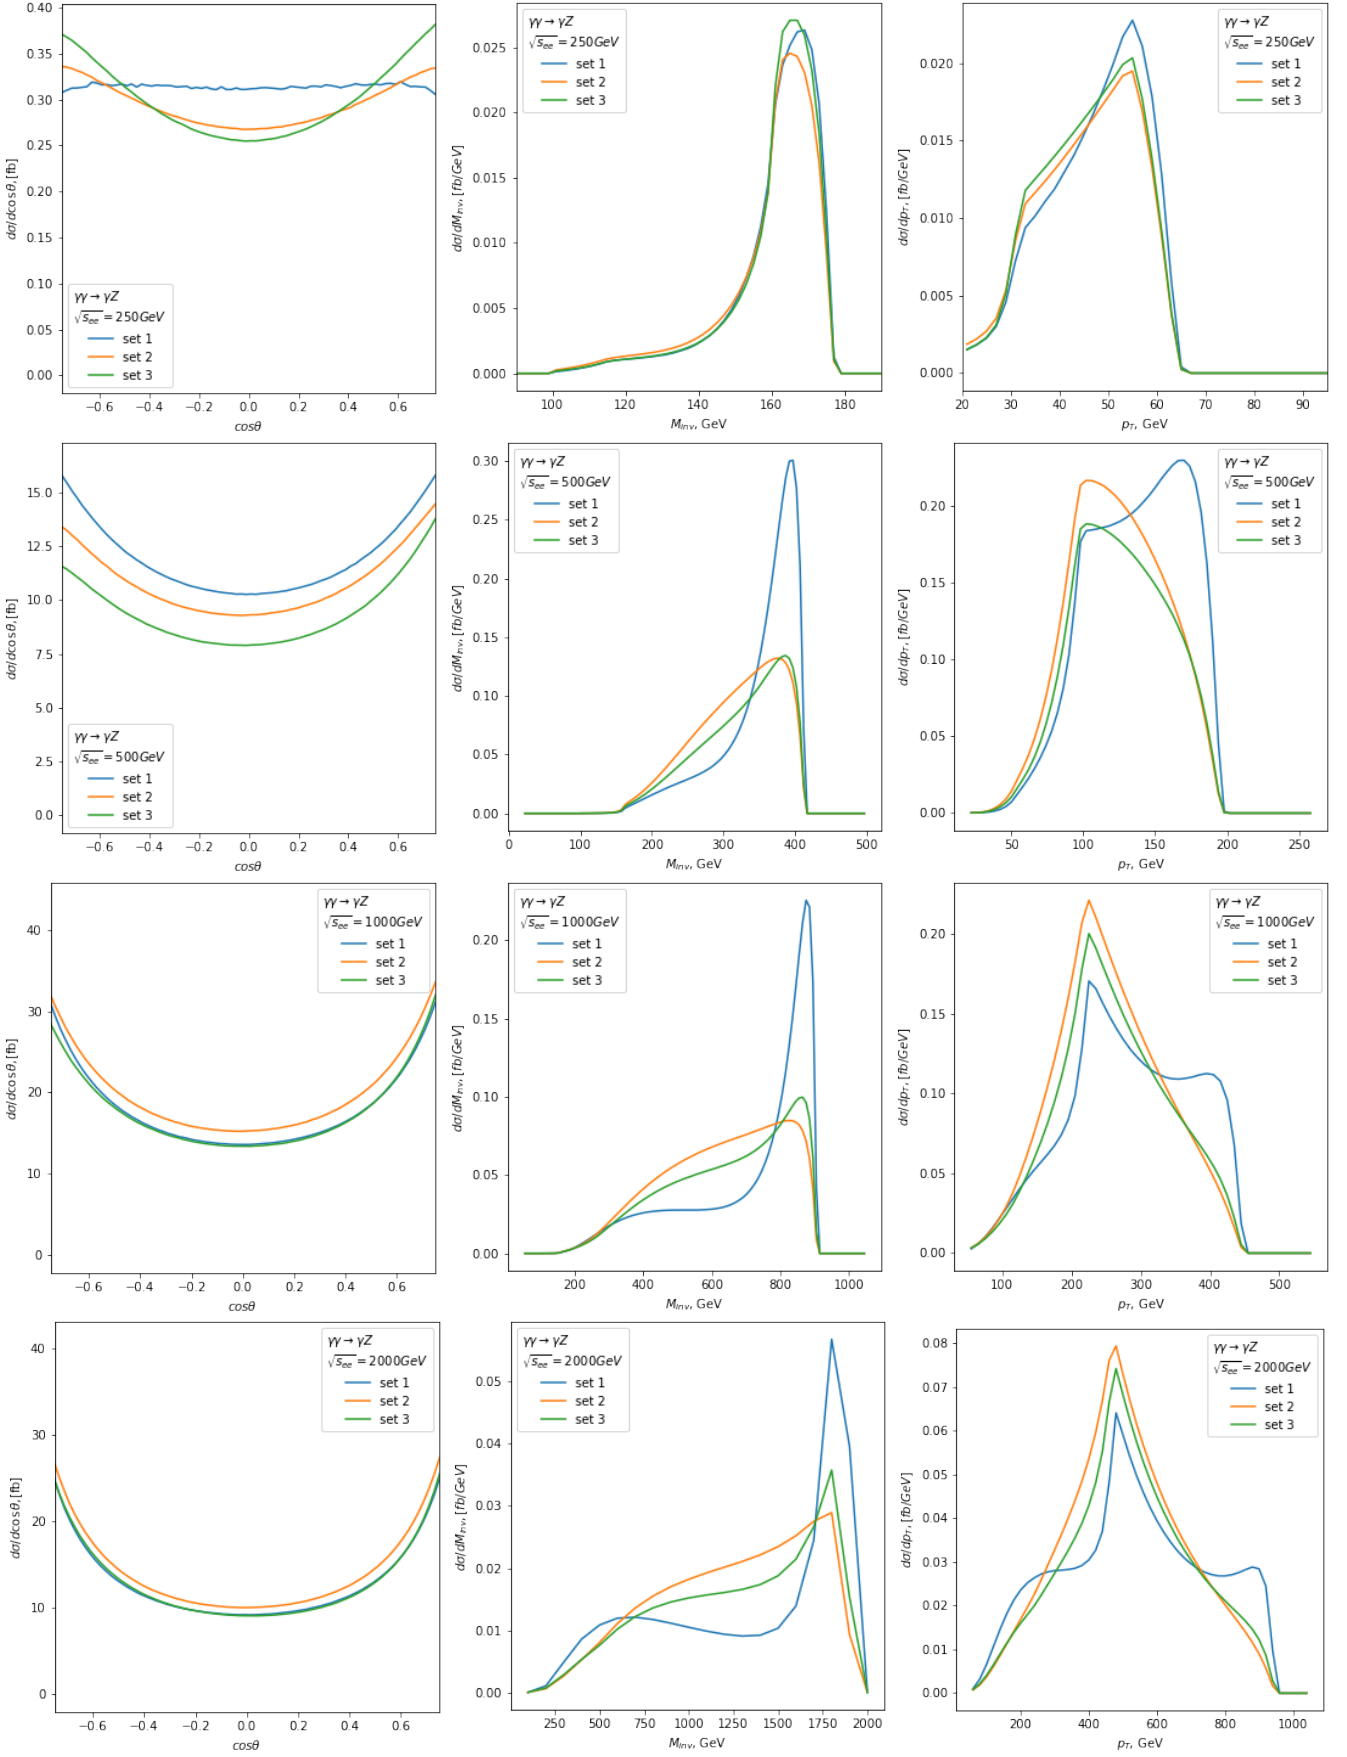 0.40
0.35
0.30
0.25
0.20
0.15
0.10
0.05
0.00
dσ/dcosθ,[fb]
γγ → γZ
√s_ee = 250GeV
set 1
set 2
set 3
−0.6 −0.4 −0.2 0.0 0.2 0.4 0.6
cosθ
0.025
0.020
0.015
0.010
0.005
0.000
dσ/dM_inv, [fb/GeV]
γγ → γZ
√s_ee = 250GeV
set 1
set 2
set 3
100 120 140 160 180
M_inv, GeV
0.020
0.015
0.010
0.005
0.000
dσ/dp_T, [fb/GeV]
γγ → γZ
√s_ee = 250GeV
set 1
set 2
set 3
20 30 40 50 60 70 80 90
p_T, GeV
15.0
12.5
10.0
7.5
5.0
2.5
0.0
dσ/dcosθ,[fb]
γγ → γZ
√s_ee = 500GeV
set 1
set 2
set 3
−0.6 −0.4 −0.2 0.0 0.2 0.4 0.6
cosθ
0.30
0.25
0.20
0.15
0.10
0.05
0.00
dσ/dM_inv, [fb/GeV]
γγ → γZ
√s_ee = 500GeV
set 1
set 2
set 3
0 100 200 300 400 500
M_inv, GeV
0.20
0.15
0.10
0.05
0.00
dσ/dp_T, [fb/GeV]
γγ → γZ
√s_ee = 500GeV
set 1
set 2
set 3
50 100 150 200 250
p_T, GeV
40
30
20
10
0
dσ/dcosθ,[fb]
γγ → γZ
√s_ee = 1000GeV
set 1
set 2
set 3
−0.6 −0.4 −0.2 0.0 0.2 0.4 0.6
cosθ
0.20
0.15
0.10
0.05
0.00
dσ/dM_inv, [fb/GeV]
γγ → γZ
√s_ee = 1000GeV
set 1
set 2
set 3
200 400 600 800 1000
M_inv, GeV
0.20
0.15
0.10
0.05
0.00
dσ/dp_T, [fb/GeV]
γγ → γZ
√s_ee = 1000GeV
set 1
set 2
set 3
100 200 300 400 500
p_T, GeV
40
30
20
10
0
dσ/dcosθ,[fb]
γγ → γZ
√s_ee = 2000GeV
set 1
set 2
set 3
−0.6 −0.4 −0.2 0.0 0.2 0.4 0.6
cosθ
0.05
0.04
0.03
0.02
0.01
0.00
dσ/dM_inv, [fb/GeV]
γγ → γZ
√s_ee = 2000GeV
set 1
set 2
set 3
250 500 750 1000 1250 1500 1750 2000
M_inv, GeV
0.08
0.07
0.06
0.05
0.04
0.03
0.02
0.01
0.00
dσ/dp_T, [fb/GeV]
γγ → γZ
√s_ee = 2000GeV
set 1
set 2
set 3
200 400 600 800 1000
p_T, GeV